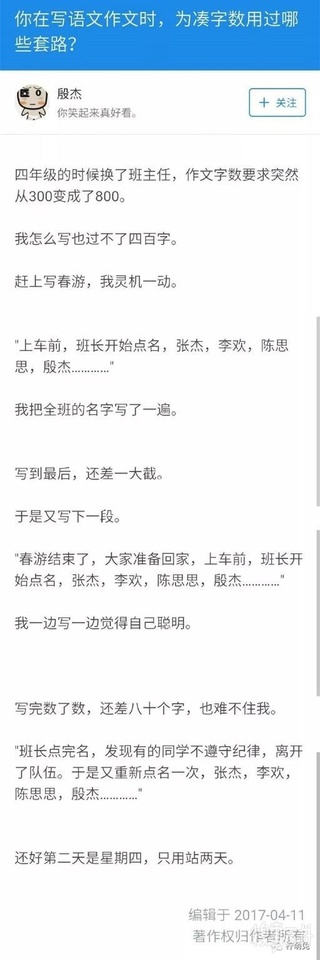 你在写语文作文时，为凑字数用过哪
些套路？
殷杰
你笑起来真好看。
+ 关注
四年级的时候换了班主任，作文字数要求突然
从300变成了800。
我怎么写也过不了四百字。
赶上写春游，我灵机一动。
"上车前，班长开始点名，张杰，李欢，陈思
思，殷杰…………"
我把全班的名字写了一遍。
写到最后，还差一大截。
于是又写下一段。
"春游结束了，大家准备回家，上车前，班长开
始点名，张杰，李欢，陈思思，殷杰…………"
我一边写一边觉得自己聪明。
写完数了数，还差八十个字，也难不住我。
"班长点完名，发现有的同学不遵守纪律，离开
了队伍。于是又重新点名一次，张杰，李欢，
陈思思，殷杰…………"
还好第二天是星期四，只用站两天。
编辑于 2017-04-11
著作权归作者所有